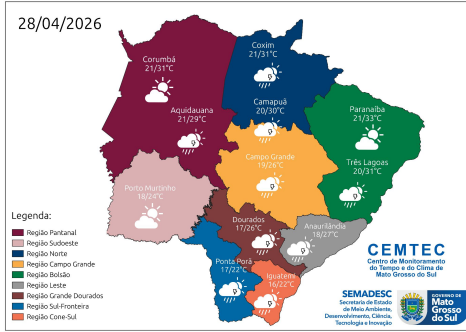 28/04/2026
Corumbá
21/31°C
Coxim
21/31°C
Aquidauana
21/29°C
Camapuã
20/30°C
Paranaíba
21/33°C
Campo Grande
19/26°C
Três Lagoas
20/31°C
Porto Murtinho
18/24°C
Dourados
17/26°C
Anaurilândia
18/27°C
Ponta Porã
17/22°C
Iguatemi
16/22°C
Legenda:
Região Pantanal
Região Sudoeste
Região Norte
Região Campo Grande
Região Bolsão
Região Leste
Região Grande Dourados
Região Sul-Fronteira
Região Cone-Sul
CEMTEC
Centro de Monitoramento
do Tempo e do Clima de
Mato Grosso do Sul
SEMADESC
Secretaria de Estado
de Meio Ambiente,
Desenvolvimento, Ciência,
Tecnologia e Inovação
GOVERNO DE
Mato
Grosso
do Sul